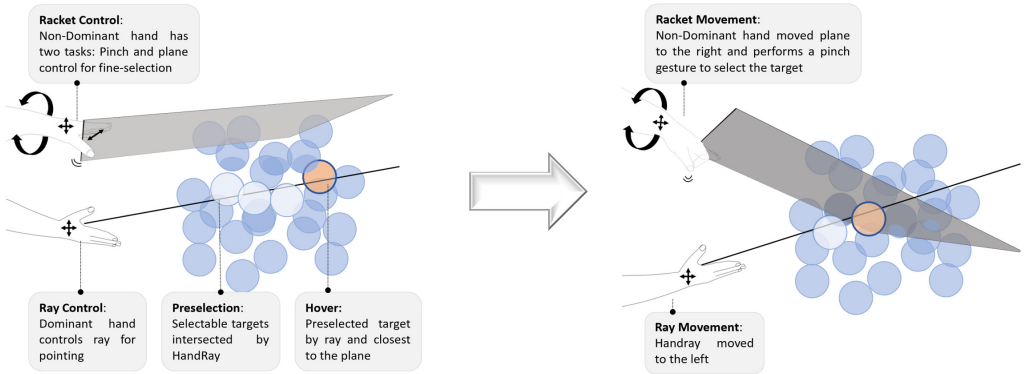 Racket Control:
Non-Dominant hand has
two tasks: Pinch and plane
control for fine-selection
Racket Movement:
Non-Dominant hand moved plane
to the right and performs a pinch
gesture to select the target
Ray Control:
Dominant hand
controls ray for
pointing
Preselection:
Selectable targets
intersected by
HandRay
Hover:
Preselected target
by ray and closest
to the plane
Ray Movement:
Handray moved
to the left